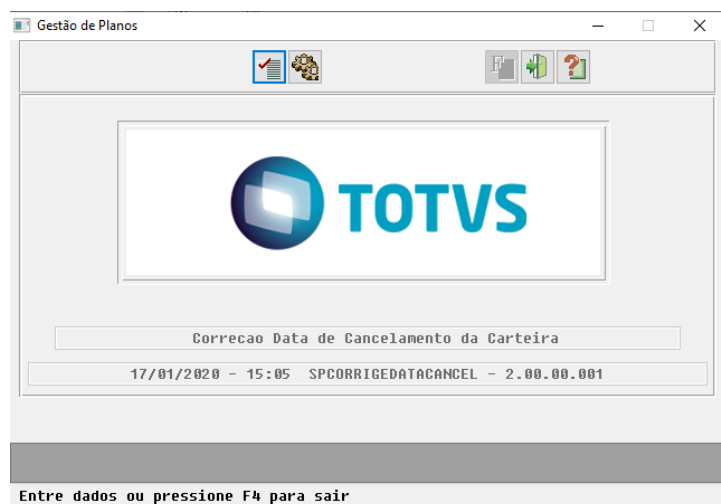 Gestão de Planos
TOTVS
Correcao Data de Cancelamento da Carteira
17/01/2020 - 15:05 SPCORRIGEDATACANCEL - 2.00.00.001
Entre dados ou pressione F4 para sair